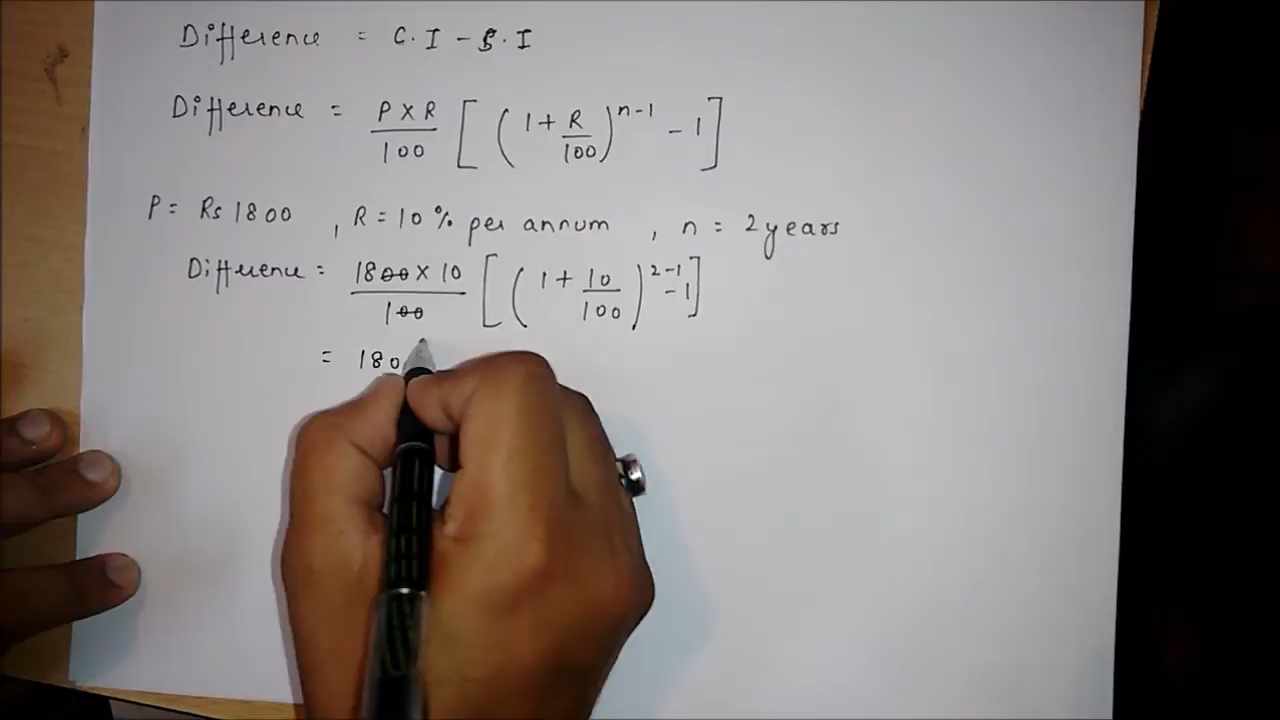 Difference = C.I - S.I
Difference = P X R / 100 [ ( 1 + R / 100 )^n-1 - 1 ]
P = Rs 1800 , R = 10 % per annum , n = 2 years
Difference = 1800 X 10 / 100 [ ( 1 + 10 / 100 )^2-1 - 1 ]
= 180